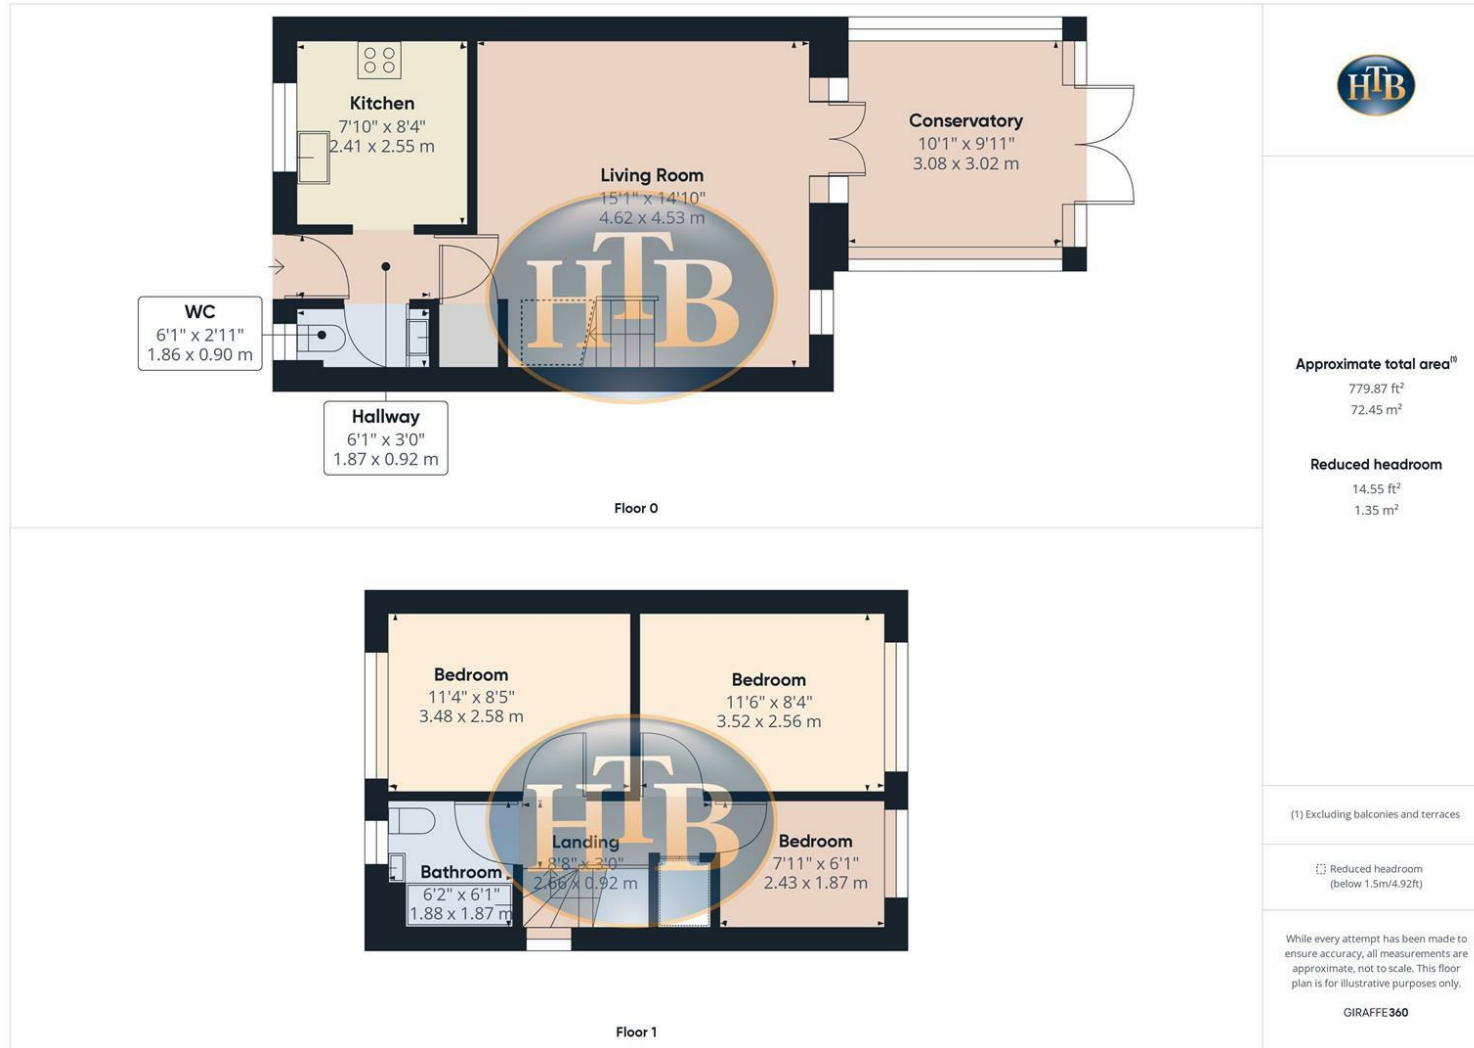 Kitchen
7'10" x 8'4"
2.41 x 2.55 m
Living Room
15'1" x 14'10"
4.62 x 4.53 m
Conservatory
10'1" x 9'11"
3.08 x 3.02 m
WC
6'1" x 2'11"
1.86 x 0.90 m
Hallway
6'1" x 3'0"
1.87 x 0.92 m
HTB
Floor 0
Bedroom
11'4" x 8'5"
3.48 x 2.58 m
Bedroom
11'6" x 8'4"
3.52 x 2.56 m
Bathroom
6'2" x 6'1"
1.88 x 1.87 m
Landing
8'8" x 3'0"
2.66 x 0.92 m
Bedroom
7'11" x 6'1"
2.43 x 1.87 m
HTB
Floor 1
HTB
Approximate total area(1)
779.87 ft²
72.45 m²
Reduced headroom
14.55 ft²
1.35 m²
(1) Excluding balconies and terraces
Reduced headroom
(below 1.5m/4.92ft)
While every attempt has been made to
ensure accuracy, all measurements are
approximate, not to scale. This floor
plan is for illustrative purposes only.
GIRAFFE360